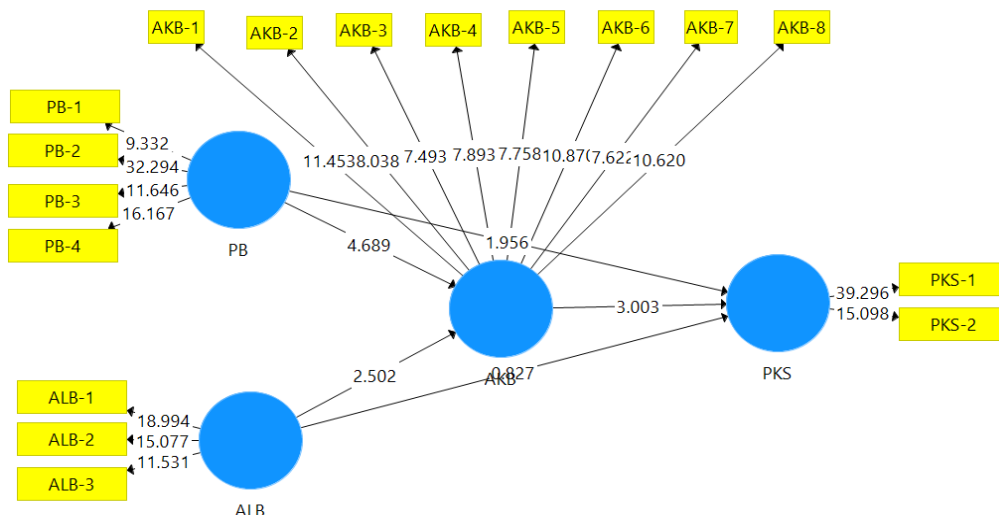 AKB-1
AKB-2
AKB-3
AKB-4
AKB-5
AKB-6
AKB-7
AKB-8
PB-1
PB-2
PB-3
PB-4
9.332
32.294
11.646
16.167
PB
11.453
8.038
7.493
7.893
7.758
10.870
7.622
10.620
4.689
1.956
AKB
3.003
PKS
39.296
15.098
PKS-1
PKS-2
2.502
0.827
ALB-1
ALB-2
ALB-3
18.994
15.077
11.531
ALB